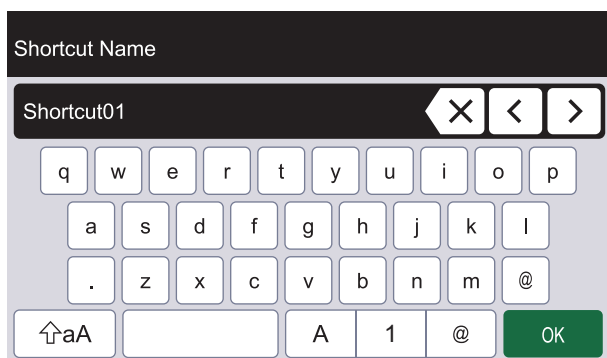 Shortcut Name
Shortcut01
q w e r t y u i o p
a s d f g h j k l
. z x c v b n m @
aA A 1 @ OK